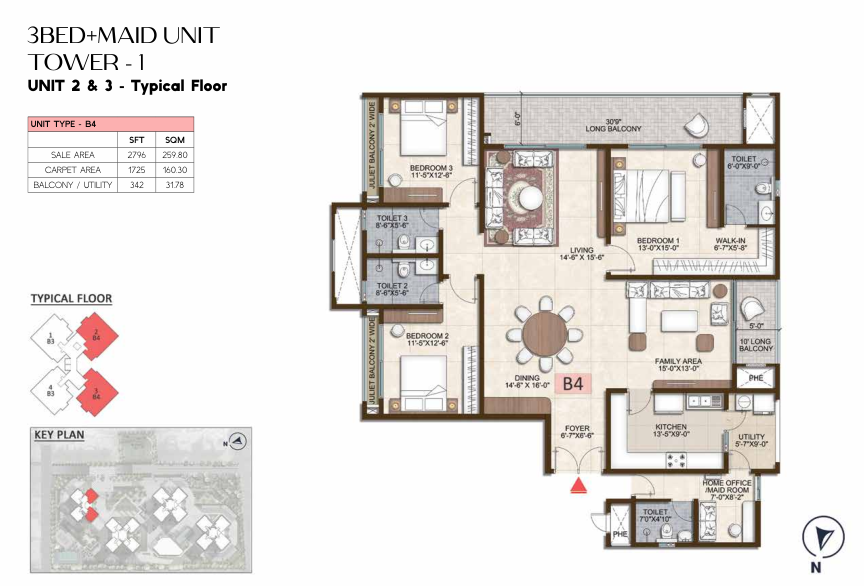 3BED+MAID UNIT
TOWER - 1
UNIT 2 & 3 - Typical Floor
UNIT TYPE - B4
SFT SQM
SALE AREA 2796 259.80
CARPET AREA 1725 160.30
BALCONY / UTILITY 342 31.78
TYPICAL FLOOR
1
B3
2
B4
4
B3
3
B4
KEY PLAN
N
JULIET BALCONY 2' WIDE
BEDROOM 3
11'-5"X12'-6"
6'-0"
30'9"
LONG BALCONY
TOILET
6'-0"X9'-0"
TOILET 3
8'-6"X5'-6"
LIVING
14'-6" X 15'-6"
BEDROOM 1
13'-0"X15'-0"
WALK-IN
6'-7"X5'-8"
TOILET 2
8'-6"X5'-6"
JULIET BALCONY 2' WIDE
BEDROOM 2
11'-5"X12'-6"
5'-0"
10' LONG
BALCONY
FAMILY AREA
15'-0"X13'-0"
DINING
14'-6" X 16'-0"
B4
PHE
FOYER
6'-7"X6'-6"
KITCHEN
13'-5"X9'-0"
UTILITY
5'-7"X9'-0"
HOME OFFICE
/MAID ROOM
7'-0"X8'-2"
PHE
TOILET
7'0"X4'10"
N